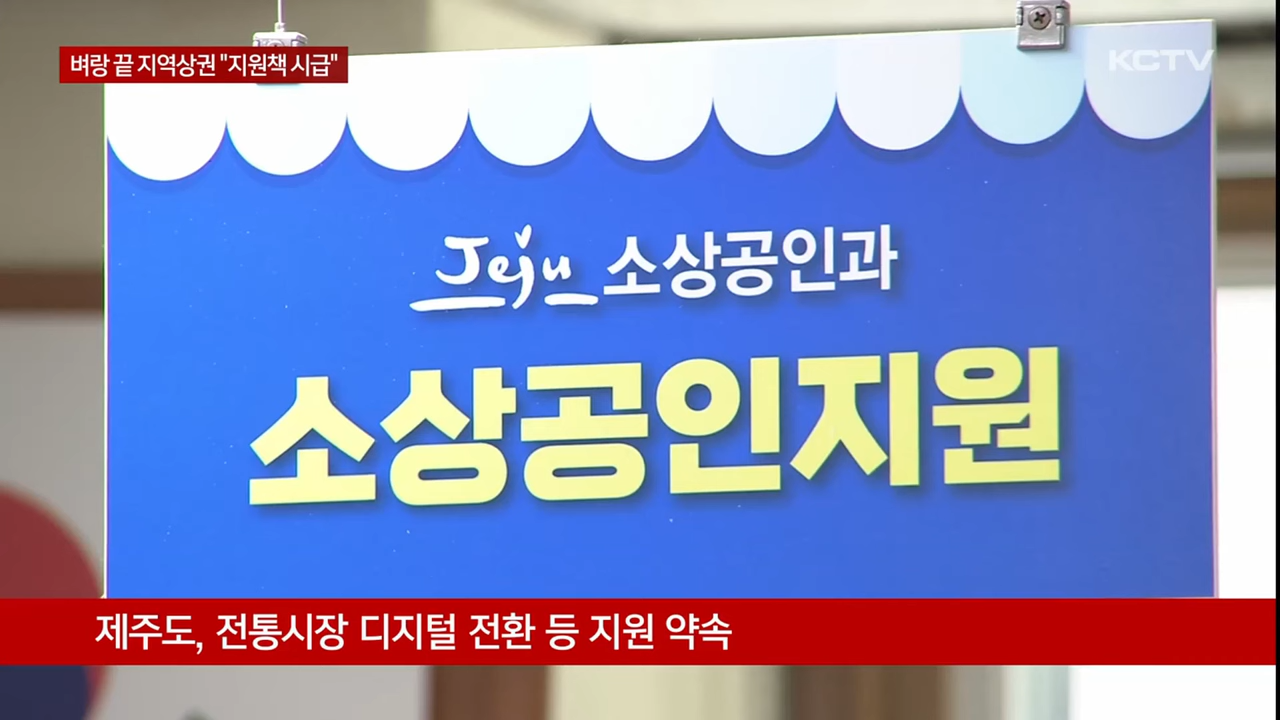 벼랑 끝 지역상권 "지원책 시급"
KCTV
Jeju 소상공인과
소상공인지원
제주도, 전통시장 디지털 전환 등 지원 약속